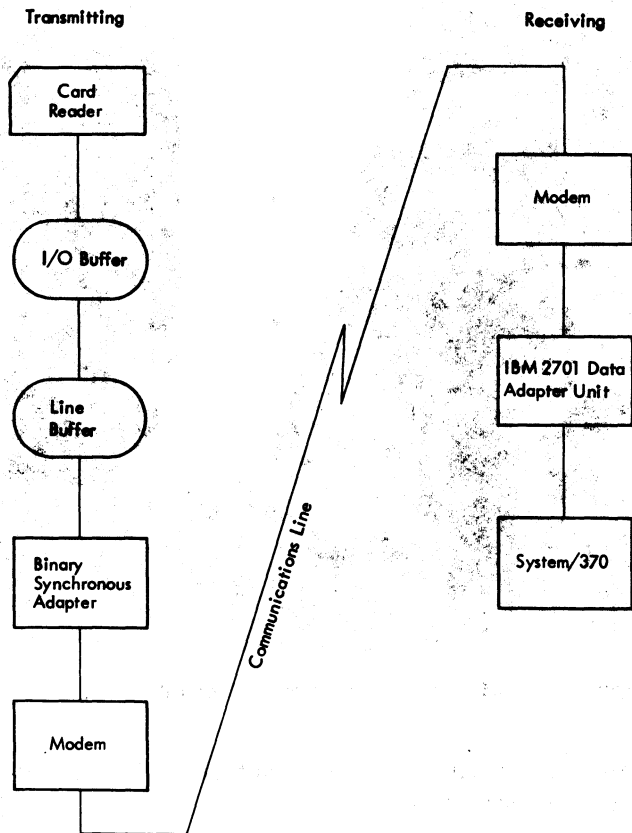 Transmitting
Card
Reader
I/O Buffer
Line
Buffer
Binary
Synchronous
Adapter
Modem
Communications Line
Receiving
Modem
IBM 2701 Data
Adapter Unit
System/370